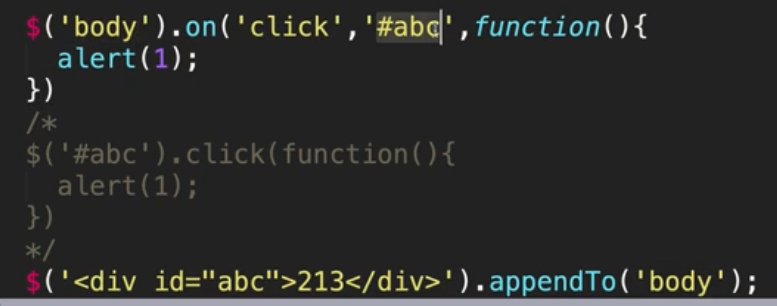 $('body').on('click','#abc',function(){
  alert(1);
})
/*
$('#abc').click(function(){
  alert(1);
})
*/
$('<div id="abc">213</div>').appendTo('body');